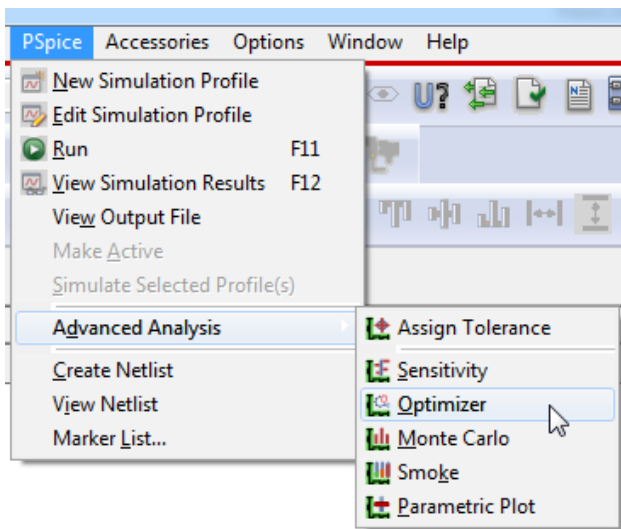 PSpice Accessories Options Window Help
New Simulation Profile
Edit Simulation Profile
Run F11
View Simulation Results F12
View Output File
Make Active
Simulate Selected Profile(s)
Advanced Analysis
Create Netlist
View Netlist
Marker List...
Assign Tolerance
Sensitivity
Optimizer
Monte Carlo
Smoke
Parametric Plot
U?